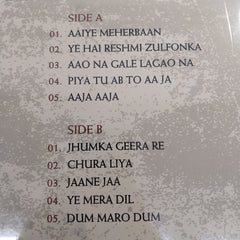 SIDE A
01. AAIYE MEHERBAAN
02. YE HAI RESHMI ZULFONKA
03. AAO NA GALE LAGAO NA
04. PIYA TU AB TO AA JA
05. AAJA AAJA
SIDE B
01. JHUMKA GEERA RE
02. CHURA LIYA
03. JAANE JAA
04. YE MERA DIL
05. DUM MARO DUM